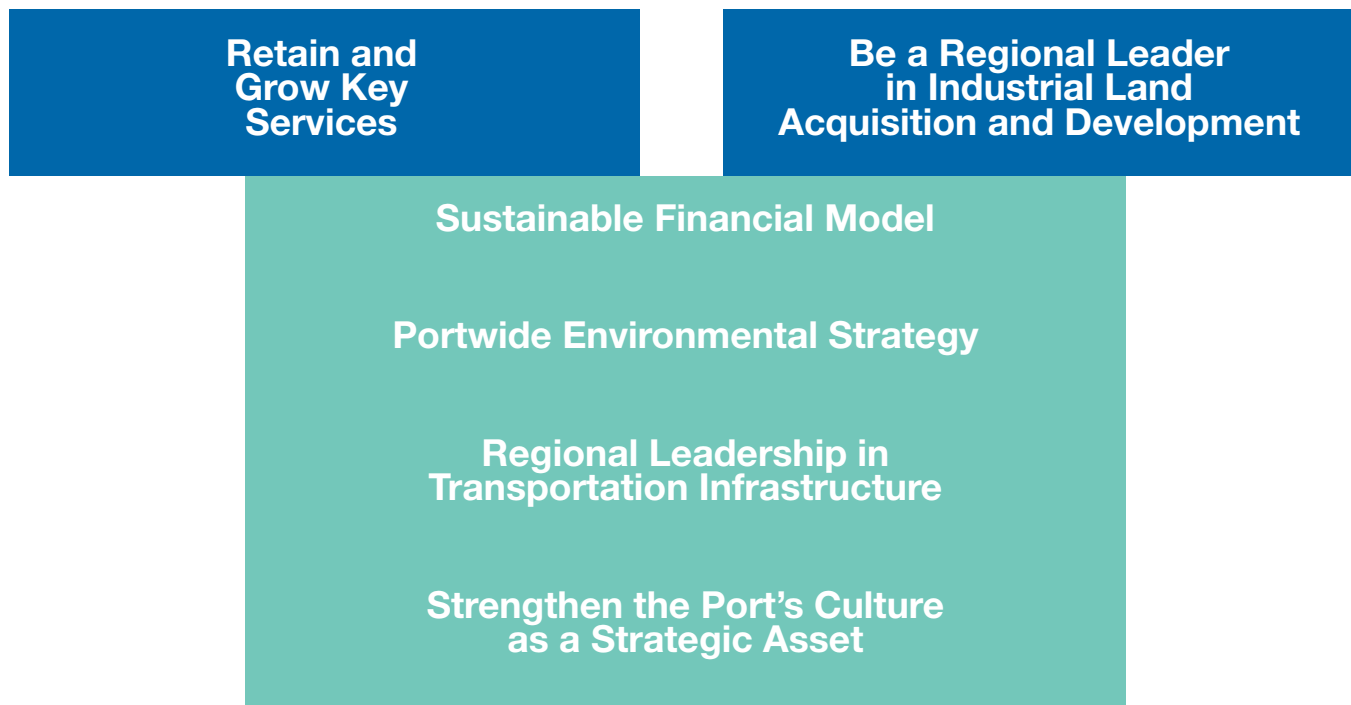 Retain and
Grow Key
Services
Be a Regional Leader
in Industrial Land
Acquisition and Development
Sustainable Financial Model
Portwide Environmental Strategy
Regional Leadership in
Transportation Infrastructure
Strengthen the Port’s Culture
as a Strategic Asset